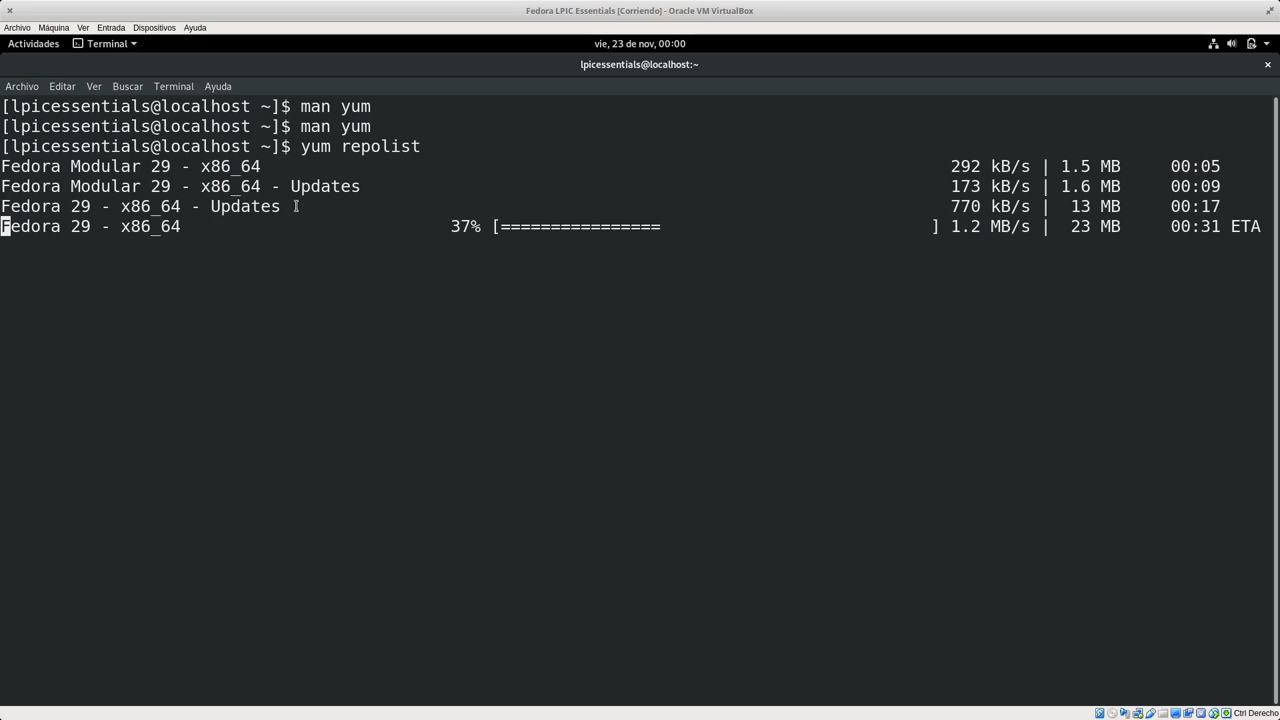 Fedora LPIC Essentials [Corriendo] - Oracle VM VirtualBox
Archivo Máquina Ver Entrada Dispositivos Ayuda
Actividades Terminal vie, 23 de nov, 00:00
lpicessentials@localhost:~
Archivo Editar Ver Buscar Terminal Ayuda
[lpicessentials@localhost ~]$ man yum
[lpicessentials@localhost ~]$ man yum
[lpicessentials@localhost ~]$ yum repolist
Fedora Modular 29 - x86_64 292 kB/s | 1.5 MB 00:05
Fedora Modular 29 - x86_64 - Updates 173 kB/s | 1.6 MB 00:09
Fedora 29 - x86_64 - Updates 770 kB/s | 13 MB 00:17
Fedora 29 - x86_64 37% [================ ] 1.2 MB/s | 23 MB 00:31 ETA
Ctrl Derecho